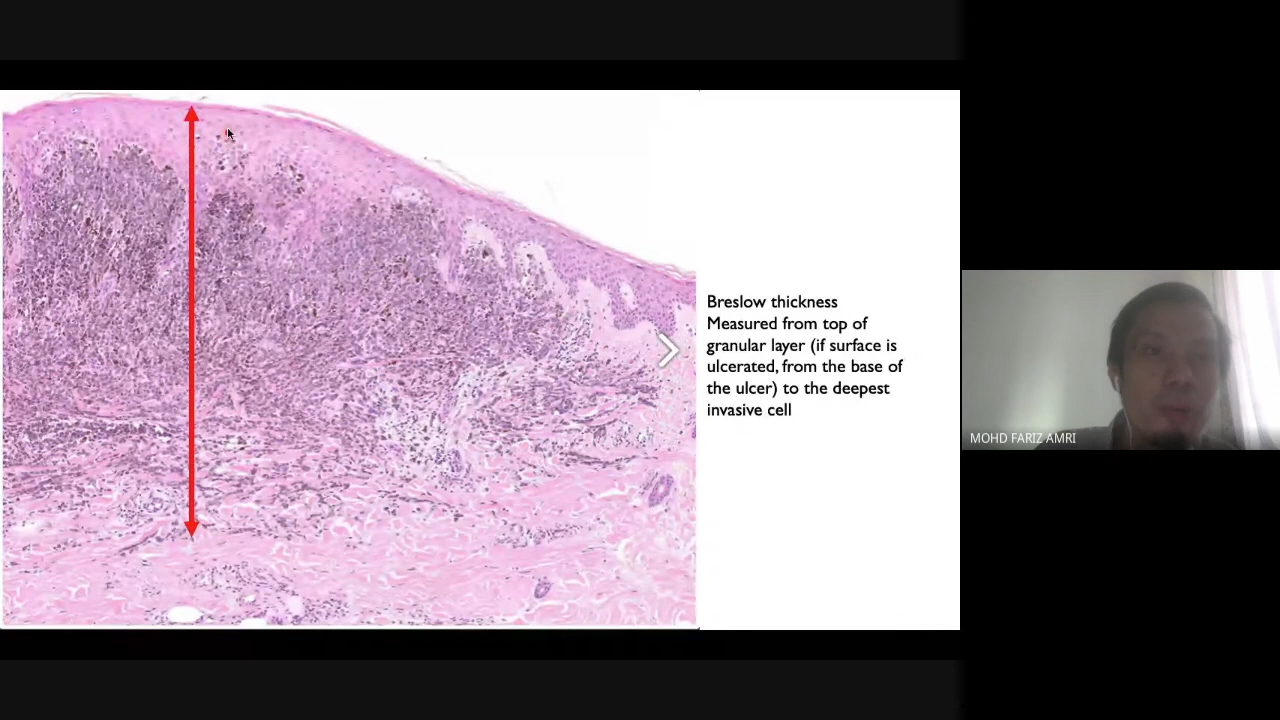 Breslow thickness
Measured from top of
granular layer (if surface is
ulcerated, from the base of
the ulcer) to the deepest
invasive cell
MOHD FARIZ AMRI